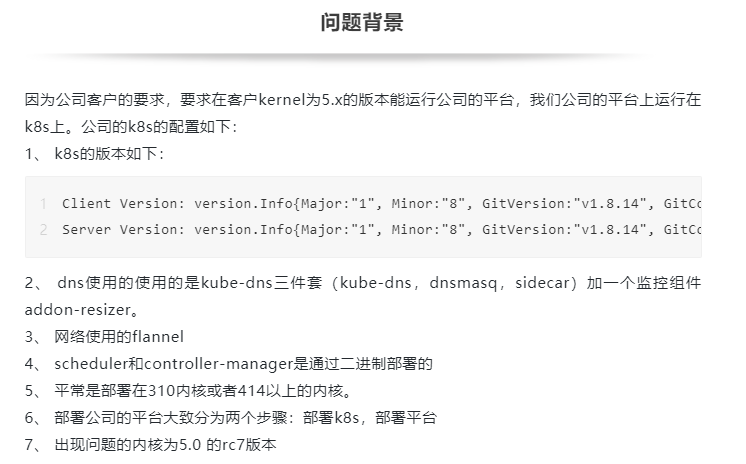 问题背景
因为公司客户的要求，要求在客户kernel为5.x的版本能运行公司的平台，我们公司的平台上运行在
k8s上。公司的k8s的配置如下：
1、 k8s的版本如下：
1 Client Version: version.Info{Major:"1", Minor:"8", GitVersion:"v1.8.14", GitCo
2 Server Version: version.Info{Major:"1", Minor:"8", GitVersion:"v1.8.14", GitCo
2、 dns使用的使用的是kube-dns三件套（kube-dns，dnsmasq，sidecar）加一个监控组件
addon-resizer。
3、 网络使用的flannel
4、 scheduler和controller-manager是通过二进制部署的
5、 平常是部署在310内核或者414以上的内核。
6、 部署公司的平台大致分为两个步骤：部署k8s，部署平台
7、 出现问题的内核为5.0 的rc7版本